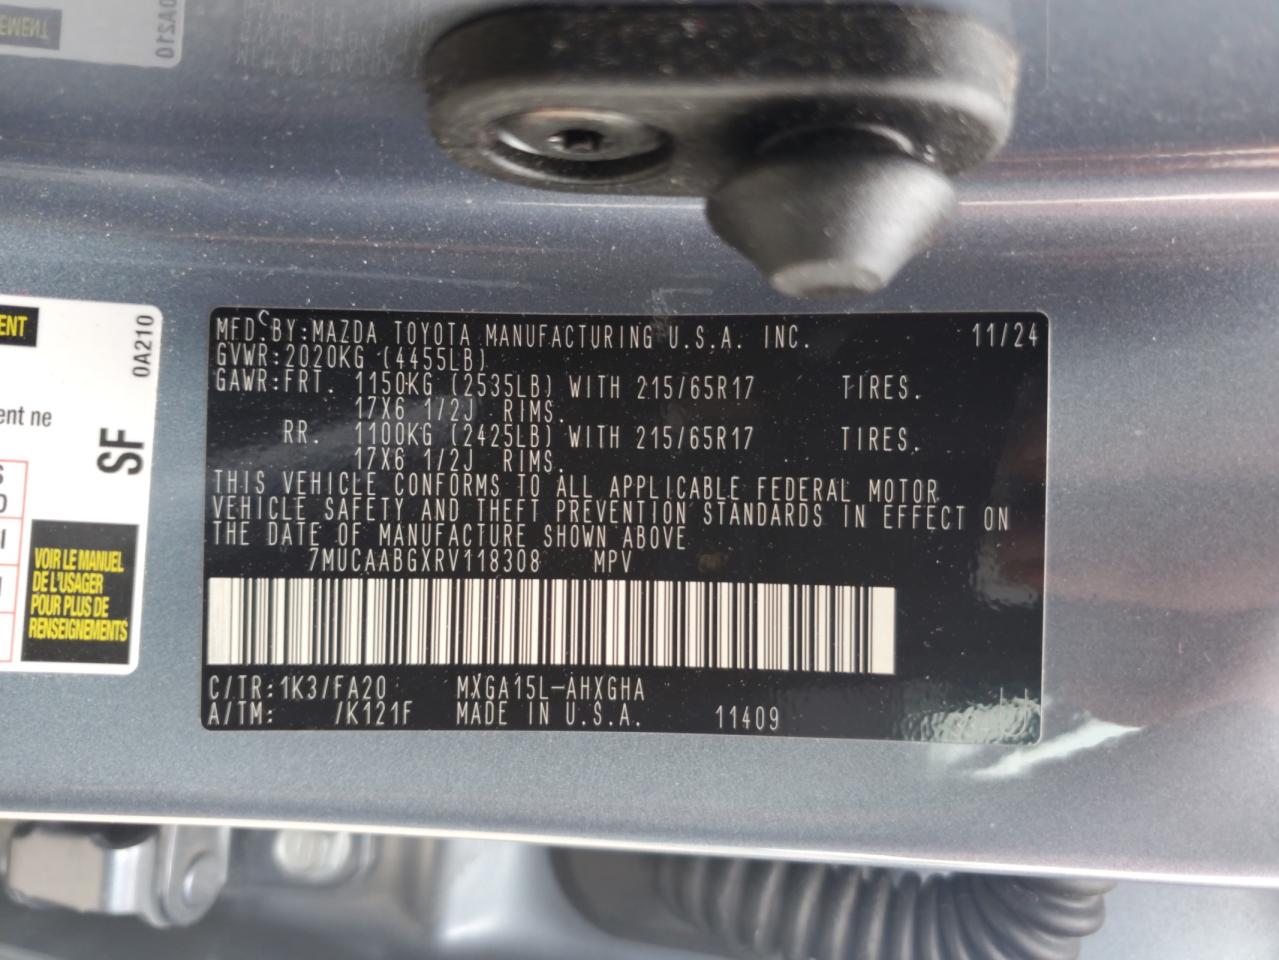 ENT
0A210
ent ne
SF
VOIR LE MANUEL
DE L'USAGER
POUR PLUS DE
RENSEIGNEMENTS
MFD. BY:MAZDA TOYOTA MANUFACTURING U.S.A. INC. 11/24
GVWR:2020KG (4455LB)
GAWR:FRT. 1150KG (2535LB) WITH 215/65R17 TIRES.
17X6 1/2J RIMS.
RR. 1100KG (2425LB) WITH 215/65R17 TIRES.
17X6 1/2J RIMS.
THIS VEHICLE CONFORMS TO ALL APPLICABLE FEDERAL MOTOR
VEHICLE SAFETY AND THEFT PREVENTION STANDARDS IN EFFECT ON
THE DATE OF MANUFACTURE SHOWN ABOVE
7MUCAABGXRV118308 MPV
C/TR:1K3/FA20 MXGA15L-AHXGHA
A/TM: /K121F MADE IN U.S.A. 11409